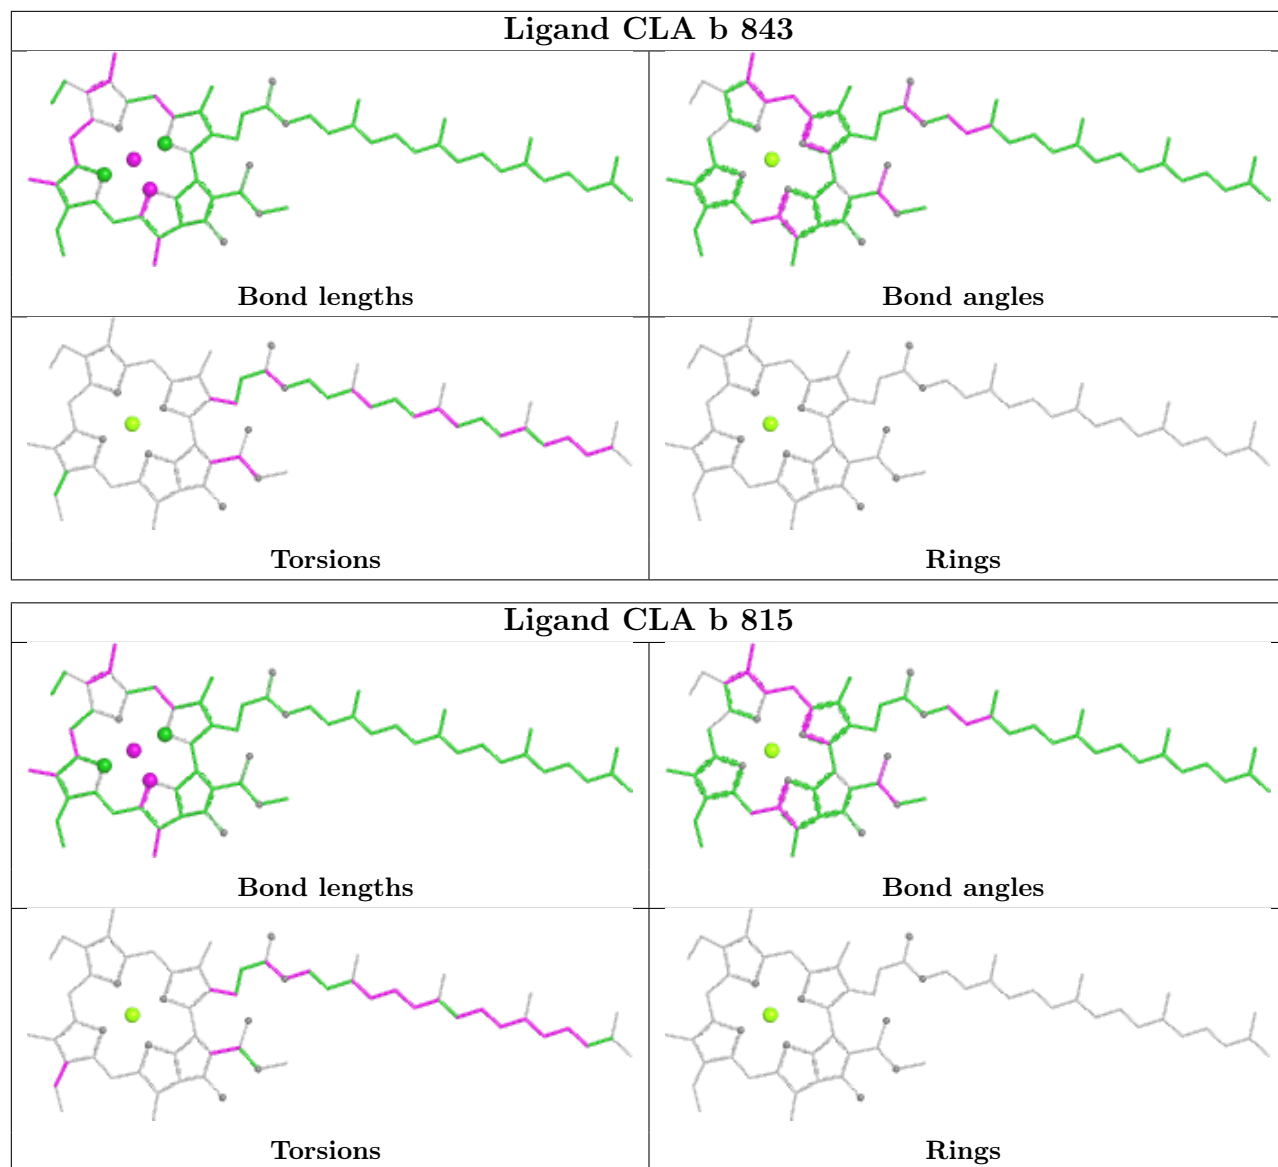 Ligand CLA b 843
Bond lengths
Bond angles
Torsions
Rings
Ligand CLA b 815
Bond lengths
Bond angles
Torsions
Rings